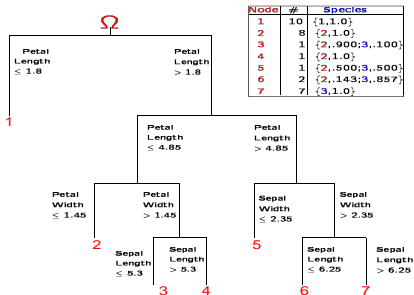 Ω
Node # Species
1 10 {1,1.0}
2 8 {2,1.0}
3 1 {2,.900;3,.100}
4 1 {2,1.0}
5 1 {2,.500;3,.500}
6 2 {2,.143;3,.857}
7 7 {3,1.0}
Petal
Length
≤ 1.8
Petal
Length
> 1.8
1
Petal
Length
≤ 4.85
Petal
Length
> 4.85
Petal
Width
≤ 1.45
Petal
Width
> 1.45
Sepal
Width
≤ 2.35
Sepal
Width
> 2.35
2
Sepal
Length
≤ 5.3
Sepal
Length
> 5.3
5
Sepal
Length
≤ 6.25
Sepal
Length
> 6.25
3
4
6
7